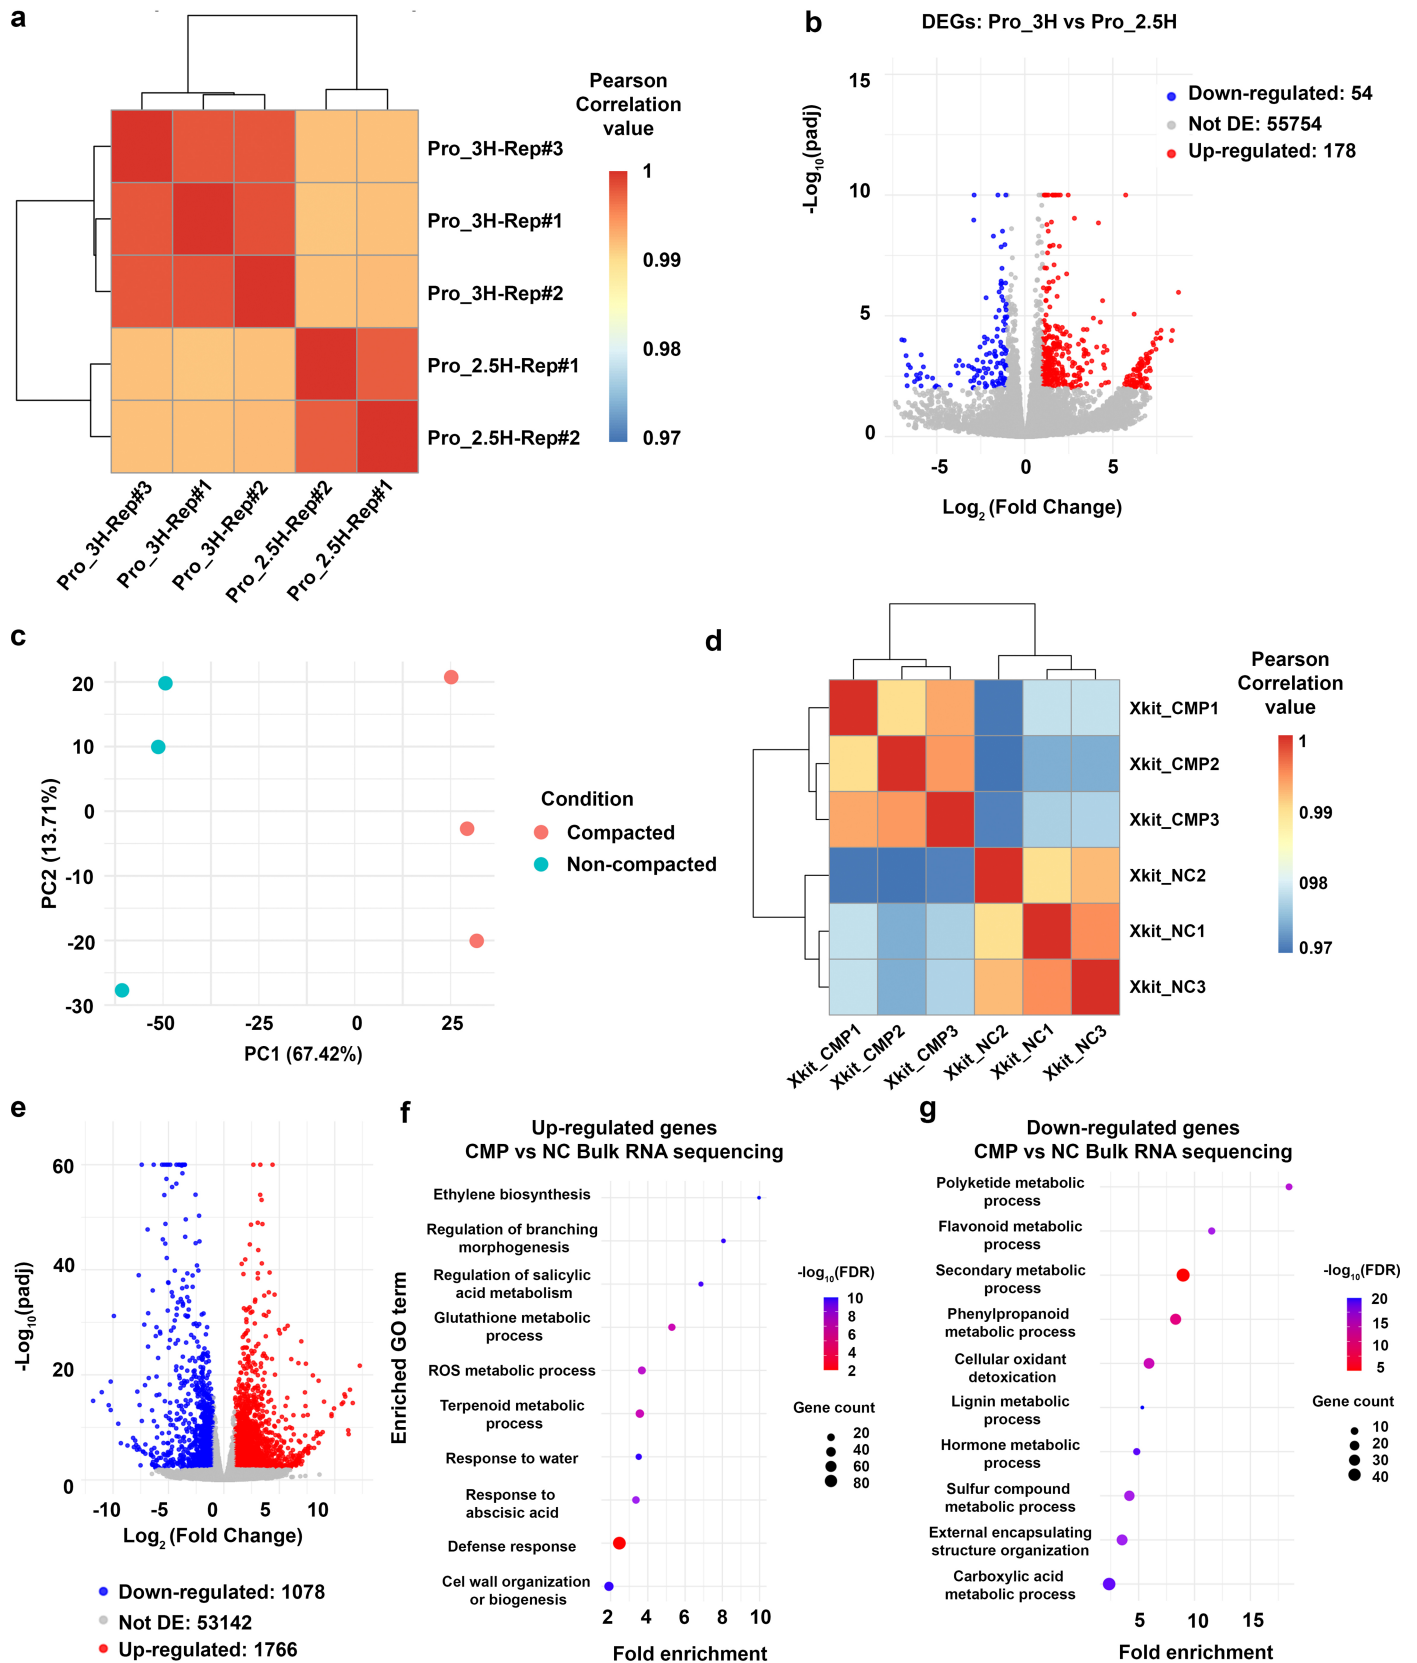 a
Pearson
Correlation
value
1
0.99
0.98
0.97
Pro_3H-Rep#3
Pro_3H-Rep#1
Pro_3H-Rep#2
Pro_2.5H-Rep#1
Pro_2.5H-Rep#2
Pro_3H-Rep#3
Pro_3H-Rep#1
Pro_3H-Rep#2
Pro_2.5H-Rep#2
Pro_2.5H-Rep#1
b
DEGs: Pro_3H vs Pro_2.5H
Down-regulated: 54
Not DE: 55754
Up-regulated: 178
-Log10(padj)
15
10
5
0
-5
0
5
Log2 (Fold Change)
c
PC2 (13.71%)
20
10
0
-10
-20
-30
-50
-25
0
25
PC1 (67.42%)
Condition
Compacted
Non-compacted
d
Pearson
Correlation
value
1
0.99
098
0.97
Xkit_CMP1
Xkit_CMP2
Xkit_CMP3
Xkit_NC2
Xkit_NC1
Xkit_NC3
Xkit_CMP1
Xkit_CMP2
Xkit_CMP3
Xkit_NC2
Xkit_NC1
Xkit_NC3
e
-Log10(padj)
60
40
20
0
-10
-5
0
5
10
Log2 (Fold Change)
Down-regulated: 1078
Not DE: 53142
Up-regulated: 1766
f
Up-regulated genes
CMP vs NC Bulk RNA sequencing
Enriched GO term
Ethylene biosynthesis
Regulation of branching
morphogenesis
Regulation of salicylic
acid metabolism
Glutathione metabolic
process
ROS metabolic process
Terpenoid metabolic
process
Response to water
Response to
abscisic acid
Defense response
Cel wall organization
or biogenesis
2
4
6
8
10
Fold enrichment
-log10(FDR)
10
8
6
4
2
Gene count
20
40
60
80
g
Down-regulated genes
CMP vs NC Bulk RNA sequencing
Polyketide metabolic
process
Flavonoid metabolic
process
Secondary metabolic
process
Phenylpropanoid
metabolic process
Cellular oxidant
detoxication
Lignin metabolic
process
Hormone metabolic
process
Sulfur compound
metabolic process
External encapsulating
structure organization
Carboxylic acid
metabolic process
5
10
15
Fold enrichment
-log10(FDR)
20
15
10
5
Gene count
10
20
30
40